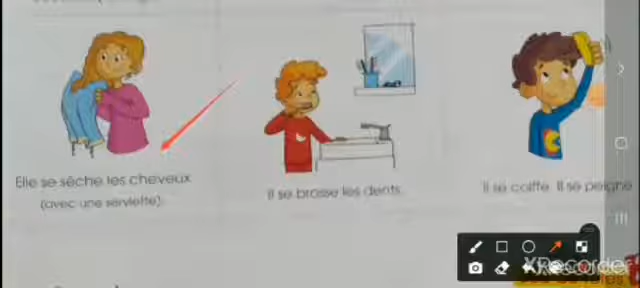 Elle se sèche les cheveux
(avec une serviette).
Il se brosse les dents.
Il se coiffe. Il se peigne
XRecorder